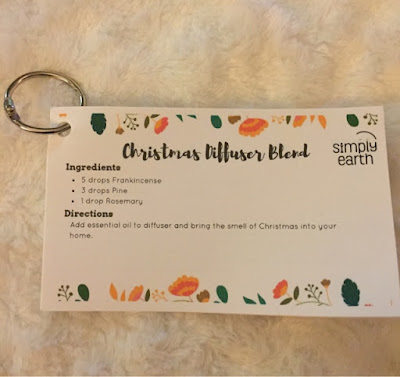 Christmas Diffuser Blend
simply
earth
Ingredients
5 drops Frankincense
3 drops Pine
1 drop Rosemary
Directions
Add essential oil to diffuser and bring the smell of Christmas into your
home.